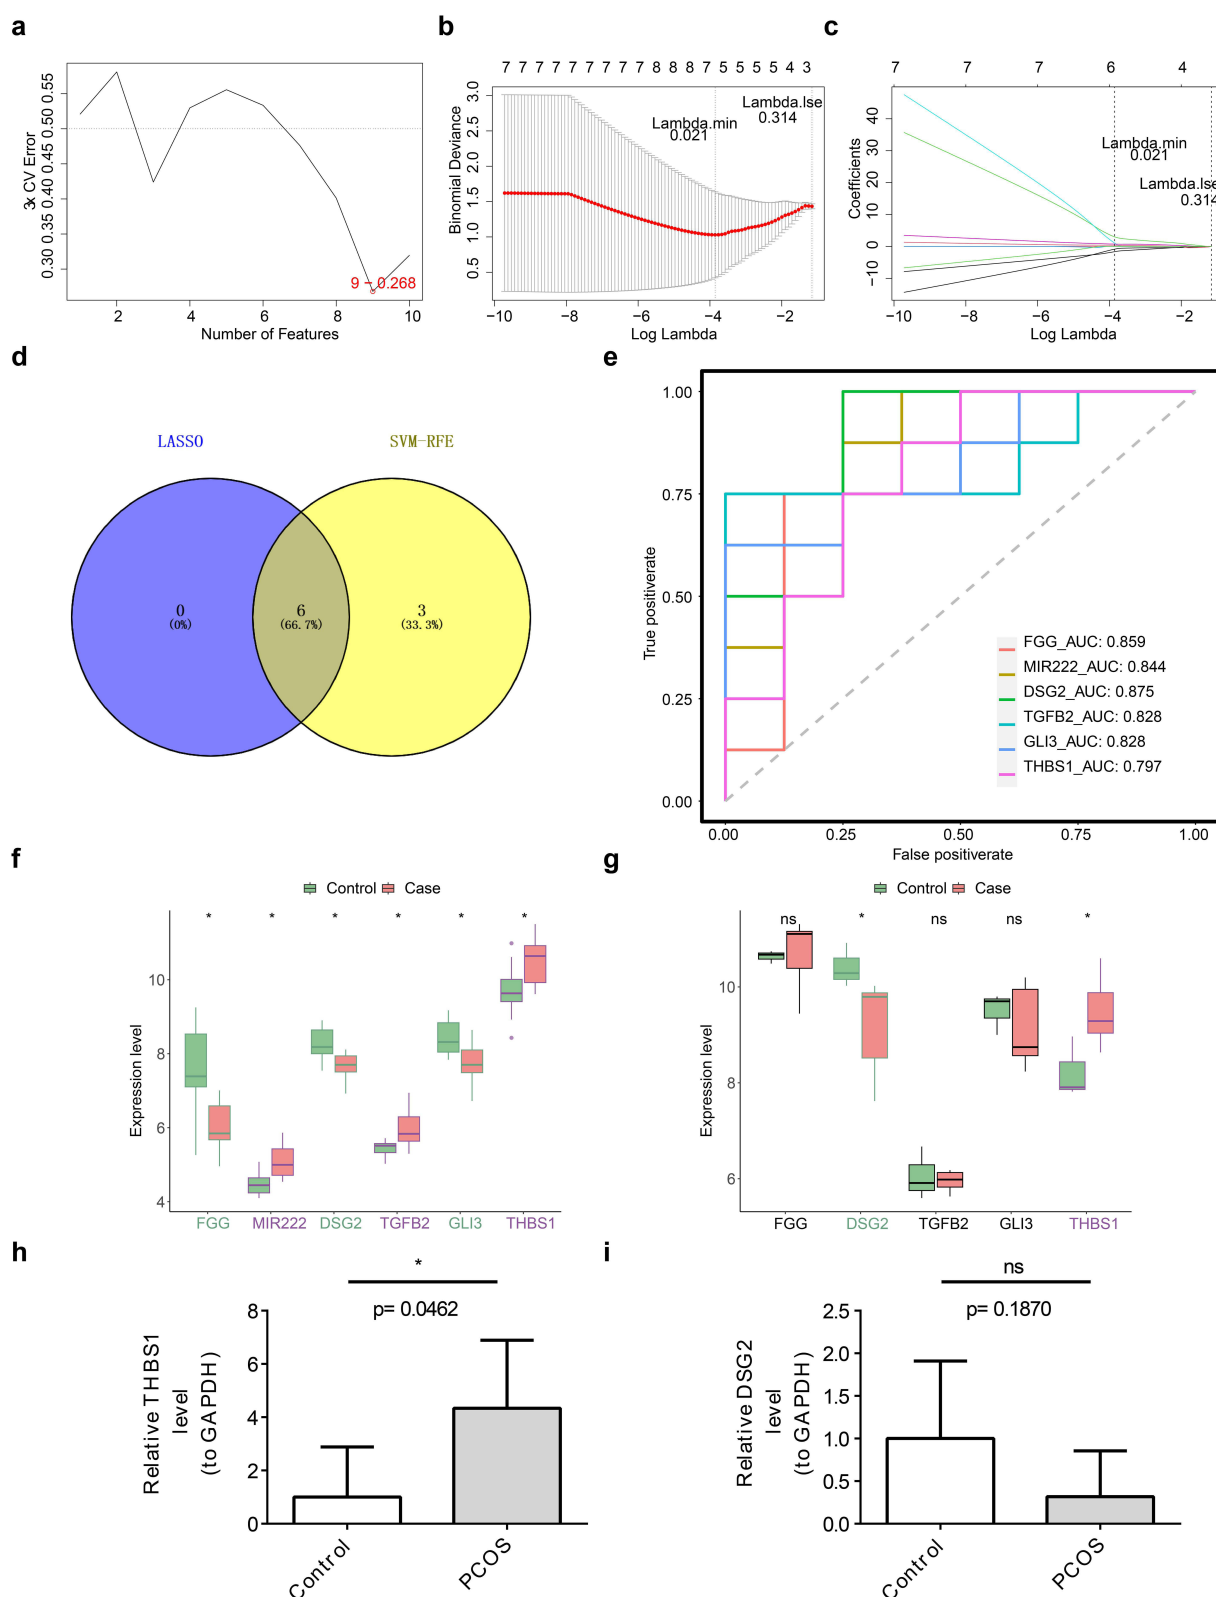 a
3x CV Error
0.30 0.35 0.40 0.45 0.50 0.55
9 − 0.268
2 4 6 8 10
Number of Features
b
7 7 7 7 7 7 7 7 7 8 8 8 7 5 5 5 5 4 3
Binomial Deviance
3.0
2.5
2.0
1.5
1.0
0.5
Lambda.lse
0.314
Lambda.min
0.021
−10 −8 −6 −4 −2
Log Lambda
c
7 7 7 6 4
Coefficients
40
30
20
10
0
−10
Lambda.min
0.021
Lambda.lse
0.314
−10 −8 −6 −4 −2
Log Lambda
d
LASSO
SVM-RFE
0
(0%)
6
(66.7%)
3
(33.3%)
e
True positiverate
1.00
0.75
0.50
0.25
0.00
FGG_AUC: 0.859
MIR222_AUC: 0.844
DSG2_AUC: 0.875
TGFB2_AUC: 0.828
GLI3_AUC: 0.828
THBS1_AUC: 0.797
0.00 0.25 0.50 0.75 1.00
False positiverate
f
Control Case
* * * * * *
Expression level
10
8
6
4
FGG MIR222 DSG2 TGFB2 GLI3 THBS1
g
Control Case
ns * ns ns *
Expression level
10
8
6
FGG DSG2 TGFB2 GLI3 THBS1
h
*
p= 0.0462
Relative THBS1
level
(to GAPDH)
8
6
4
2
0
Control PCOS
i
ns
p= 0.1870
Relative DSG2
level
(to GAPDH)
2.5
2.0
1.5
1.0
0.5
0.0
Control PCOS